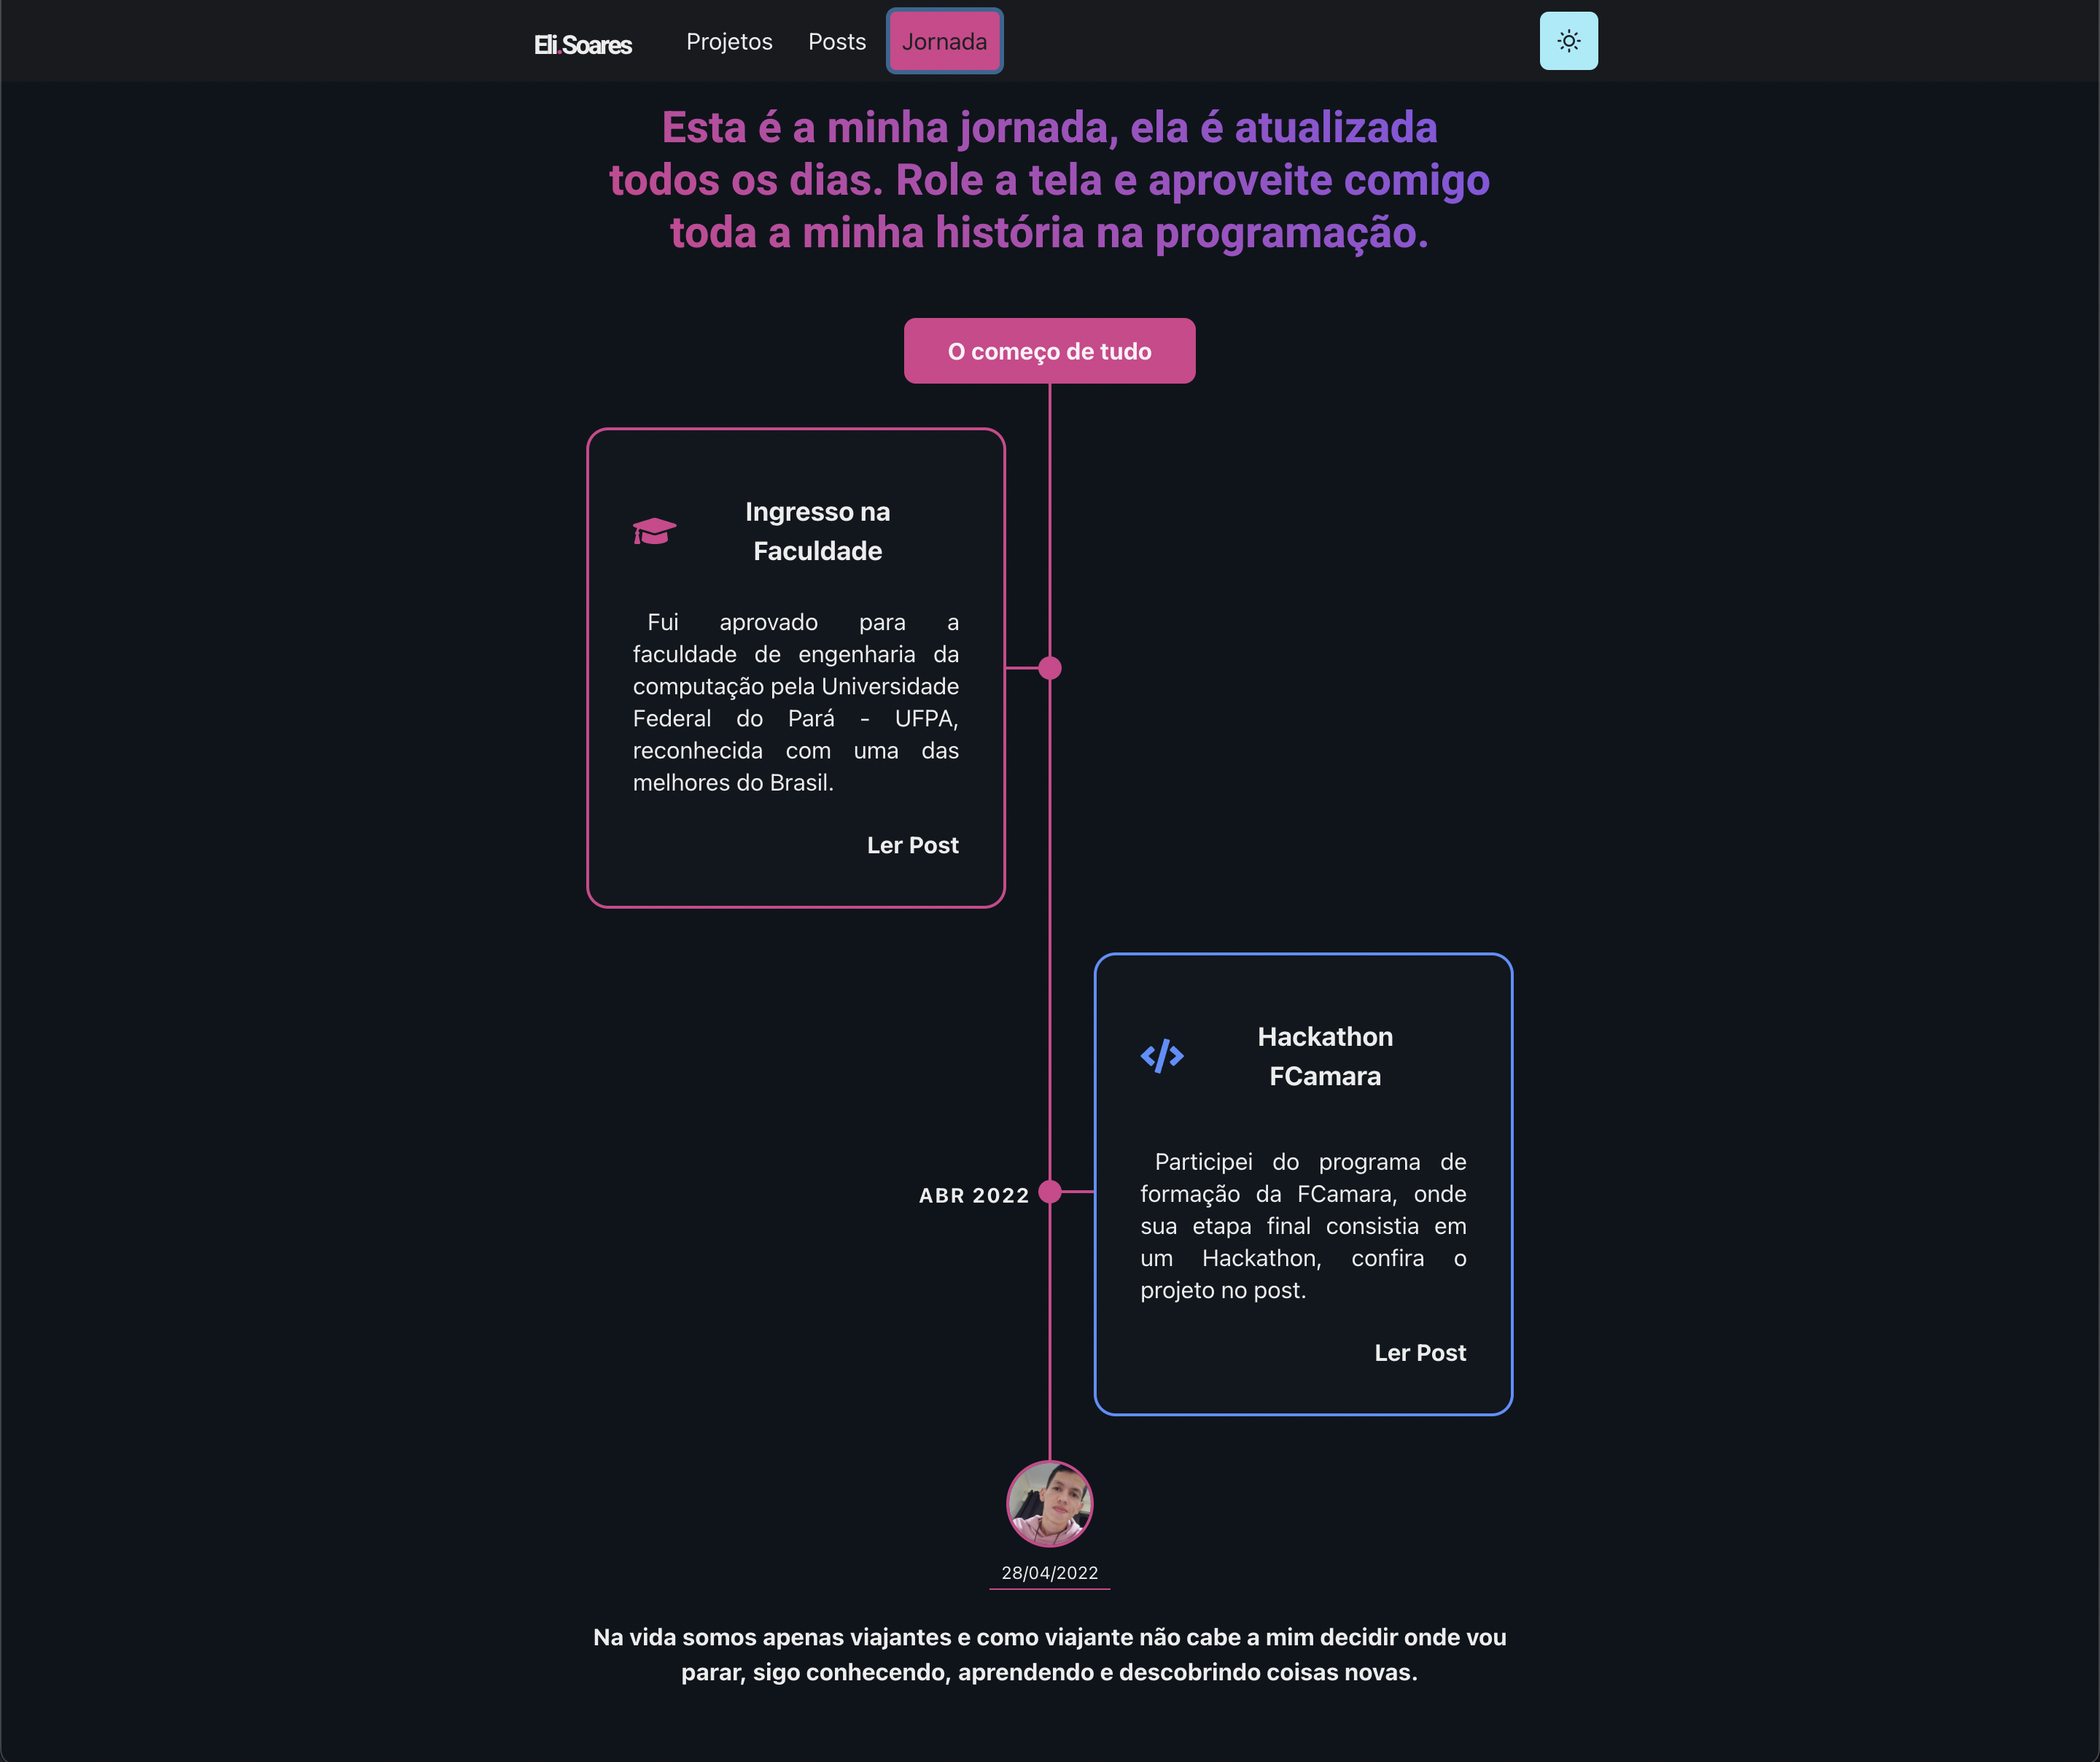 Eli.Soares
Projetos
Posts
Jornada
Esta é a minha jornada, ela é atualizada
todos os dias. Role a tela e aproveite comigo
toda a minha história na programação.
O começo de tudo
Ingresso na
Faculdade
Fui aprovado para a
faculdade de engenharia da
computação pela Universidade
Federal do Pará - UFPA,
reconhecida com uma das
melhores do Brasil.
Ler Post
Hackathon
FCamara
ABR 2022
Participei do programa de
formação da FCamara, onde
sua etapa final consistia em
um Hackathon, confira o
projeto no post.
Ler Post
28/04/2022
Na vida somos apenas viajantes e como viajante não cabe a mim decidir onde vou
parar, sigo conhecendo, aprendendo e descobrindo coisas novas.